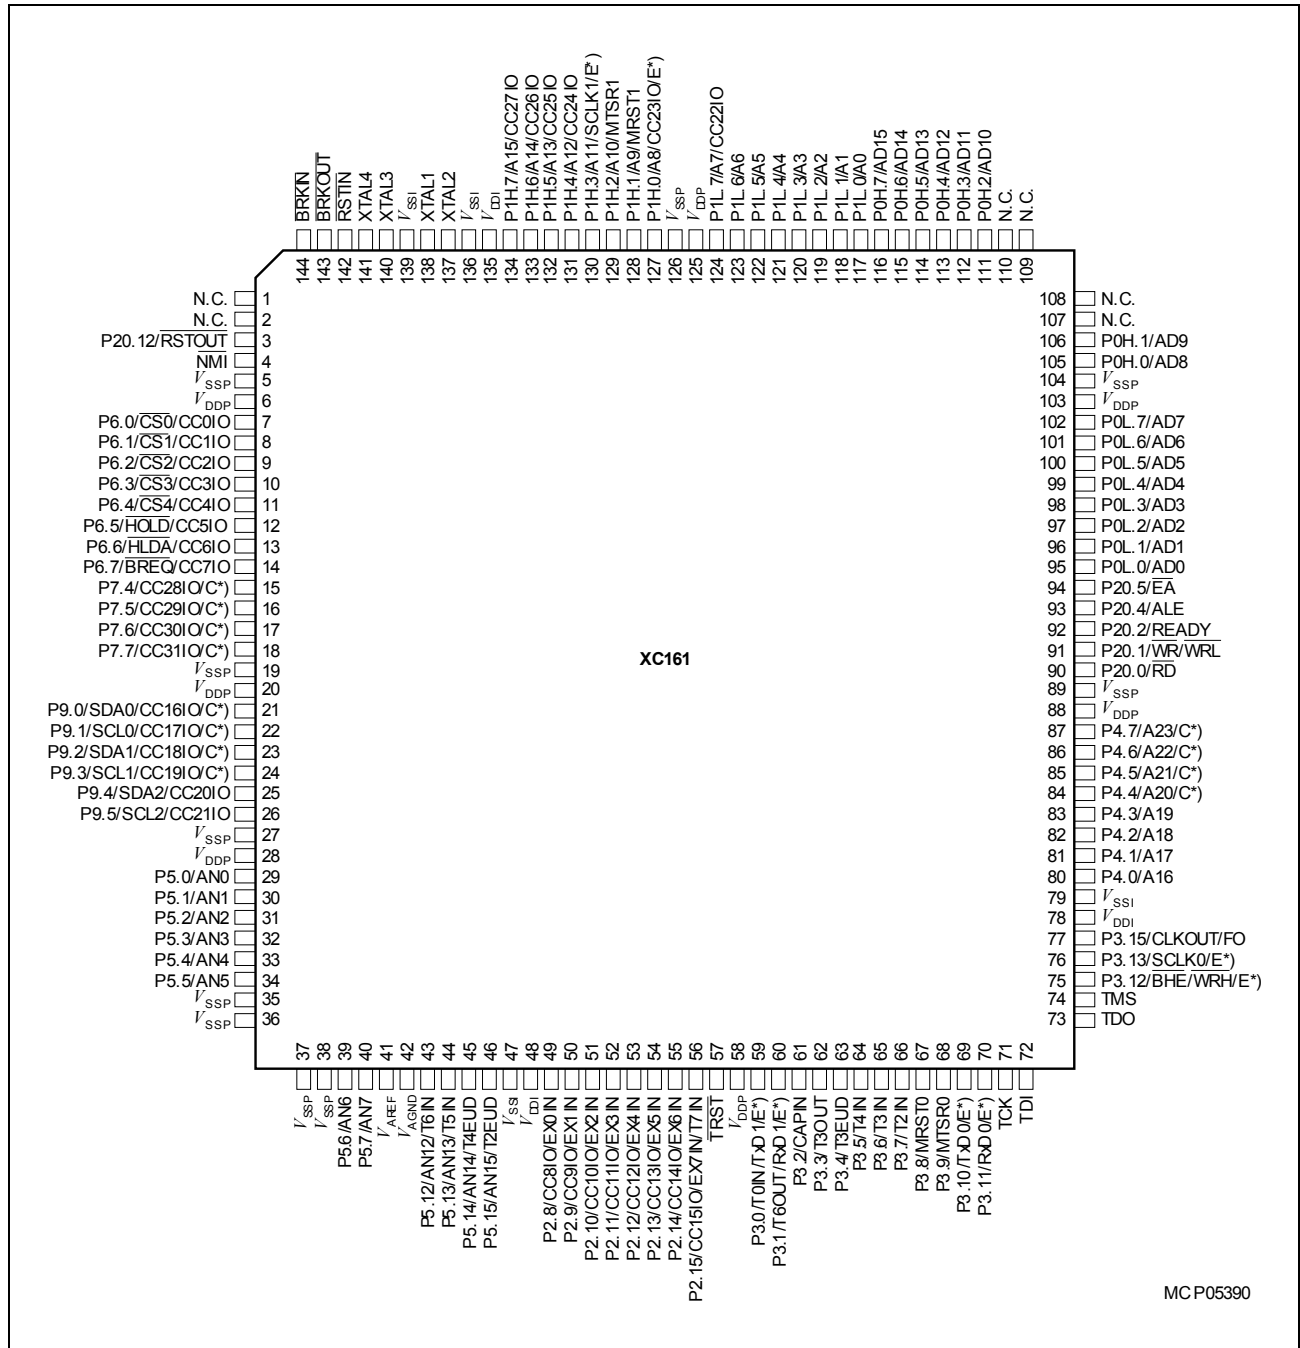 BRKIN
BRKOUT
RSTIN
XTAL4
XTAL3
VSSI
XTAL1
XTAL2
VSSI
VDDI
P1H.7/A15/CC27IO
P1H.6/A14/CC26IO
P1H.5/A13/CC25IO
P1H.4/A12/CC24IO
P1H.3/A11/SCLK1/E*)
P1H.2/A10/MTSR1
P1H.1/A9/MRST1
P1H.0/A8/CC23IO/E*)
VSSP
VDDP
P1L.7/A7/CC22IO
P1L.6/A6
P1L.5/A5
P1L.4/A4
P1L.3/A3
P1L.2/A2
P1L.1/A1
P1L.0/A0
P0H.7/AD15
P0H.6/AD14
P0H.5/AD13
P0H.4/AD12
P0H.3/AD11
P0H.2/AD10
N.C.
N.C.
144 143 142 141 140 139 138 137 136 135 134 133 132 131 130 129 128 127 126 125 124 123 122 121 120 119 118 117 116 115 114 113 112 111 110 109
N.C. 1
N.C. 2
P20.12/RSTOUT 3
NMI 4
VSSP 5
VDDP 6
P6.0/CS0/CC0IO 7
P6.1/CS1/CC1IO 8
P6.2/CS2/CC2IO 9
P6.3/CS3/CC3IO 10
P6.4/CS4/CC4IO 11
P6.5/HOLD/CC5IO 12
P6.6/HLDA/CC6IO 13
P6.7/BREQ/CC7IO 14
P7.4/CC28IO/C*) 15
P7.5/CC29IO/C*) 16
P7.6/CC30IO/C*) 17
P7.7/CC31IO/C*) 18
VSSP 19
VDDP 20
P9.0/SDA0/CC16IO/C*) 21
P9.1/SCL0/CC17IO/C*) 22
P9.2/SDA1/CC18IO/C*) 23
P9.3/SCL1/CC19IO/C*) 24
P9.4/SDA2/CC20IO 25
P9.5/SCL2/CC21IO 26
VSSP 27
VDDP 28
P5.0/AN0 29
P5.1/AN1 30
P5.2/AN2 31
P5.3/AN3 32
P5.4/AN4 33
P5.5/AN5 34
VSSP 35
VSSP 36
XC161
108 N.C.
107 N.C.
106 P0H.1/AD9
105 P0H.0/AD8
104 VSSP
103 VDDP
102 P0L.7/AD7
101 P0L.6/AD6
100 P0L.5/AD5
99 P0L.4/AD4
98 P0L.3/AD3
97 P0L.2/AD2
96 P0L.1/AD1
95 P0L.0/AD0
94 P20.5/EA
93 P20.4/ALE
92 P20.2/READY
91 P20.1/WR/WRL
90 P20.0/RD
89 VSSP
88 VDDP
87 P4.7/A23/C*)
86 P4.6/A22/C*)
85 P4.5/A21/C*)
84 P4.4/A20/C*)
83 P4.3/A19
82 P4.2/A18
81 P4.1/A17
80 P4.0/A16
79 VSSI
78 VDDI
77 P3.15/CLKOUT/FO
76 P3.13/SCLK0/E*)
75 P3.12/BHE/WRH/E*)
74 TMS
73 TDO
37 38 39 40 41 42 43 44 45 46 47 48 49 50 51 52 53 54 55 56 57 58 59 60 61 62 63 64 65 66 67 68 69 70 71 72
VSSP
VSSP
P5.6/AN6
P5.7/AN7
VAREF
VAGND
P5.12/AN12/T6IN
P5.13/AN13/T5IN
P5.14/AN14/T4EUD
P5.15/AN15/T2EUD
VSSI
VDDI
P2.8/CC8IO/EX0IN
P2.9/CC9IO/EX1IN
P2.10/CC10IO/EX2IN
P2.11/CC11IO/EX3IN
P2.12/CC12IO/EX4IN
P2.13/CC13IO/EX5IN
P2.14/CC14IO/EX6IN
P2.15/CC15IO/EX7IN/T7IN
TRST
VDDP
P3.0/T0IN/TxD1/E*)
P3.1/T6OUT/RxD1/E*)
P3.2/CAPIN
P3.3/T3OUT
P3.4/T3EUD
P3.5/T4IN
P3.6/T3IN
P3.7/T2IN
P3.8/MRST0
P3.9/MTSR0
P3.10/TxD0/E*)
P3.11/RxD0/E*)
TCK
TDI
MCP05390